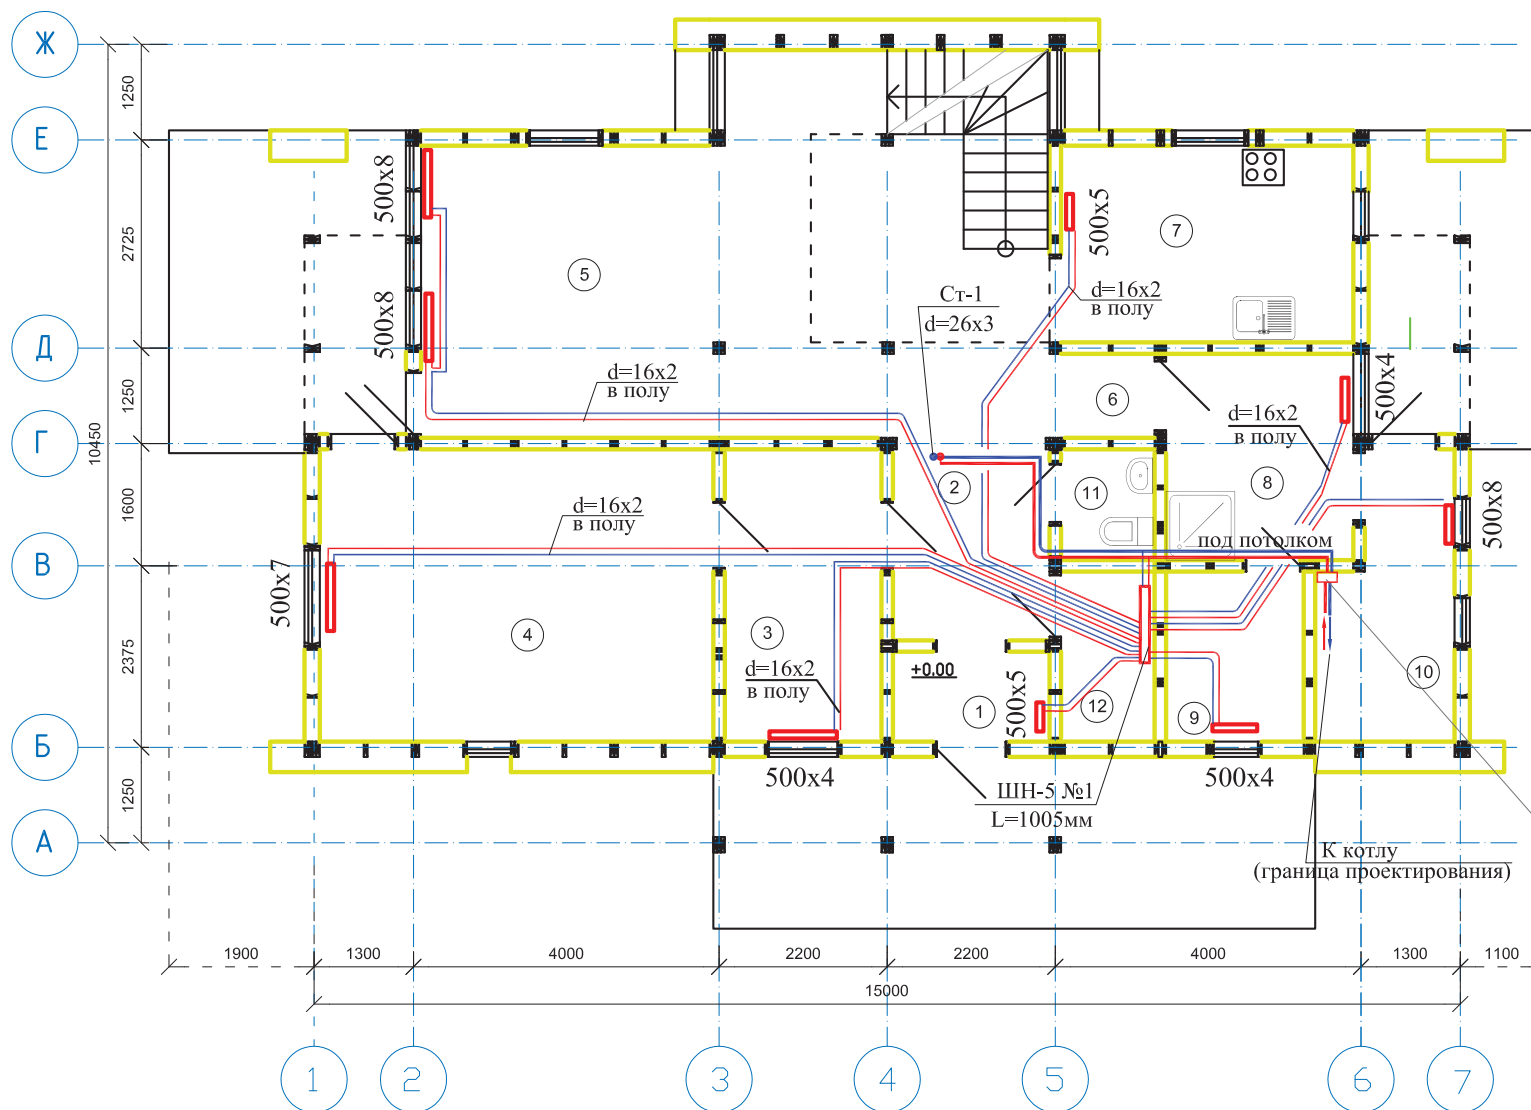 Ж
Е
Д
Г
В
Б
А
1250
2725
1250
10450
1600
2375
1250
500x8
500x8
5
d=16x2
в полу
Ст-1
d=26x3
500x5
7
d=16x2
в полу
6
500x4
d=16x2
в полу
2
11
8
500x8
под потолком
d=16x2
в полу
500x7
4
3
d=16x2
в полу
+0.00
1
500x5
12
9
10
500x4
ШН-5 №1
L=1005мм
500x4
К котлу
(граница проектирования)
1900
1300
4000
2200
2200
4000
1300
1100
15000
1
2
3
4
5
6
7